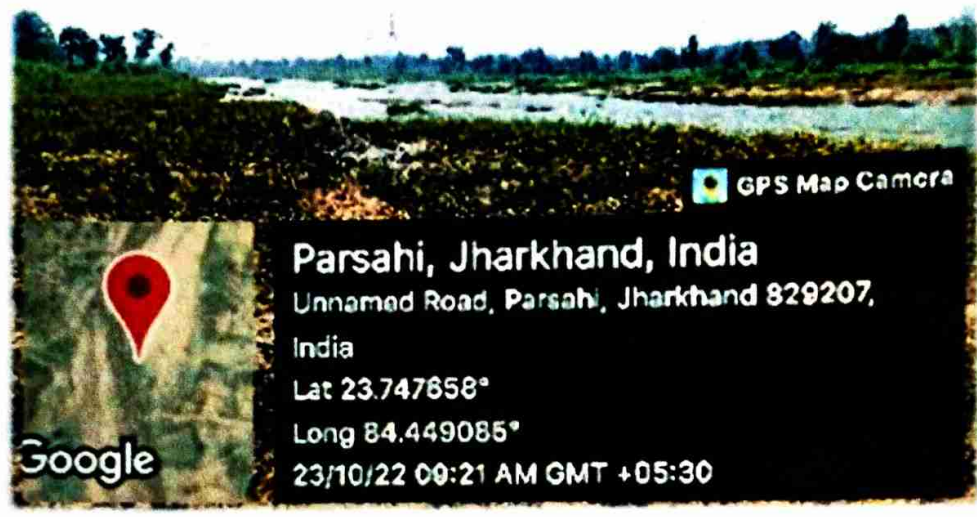 GPS Map Camera
Parsahi, Jharkhand, India
Unnamed Road, Parsahi, Jharkhand 829207,
India
Lat 23.747858°
Long 84.449085°
23/10/22 09:21 AM GMT +05:30
Google